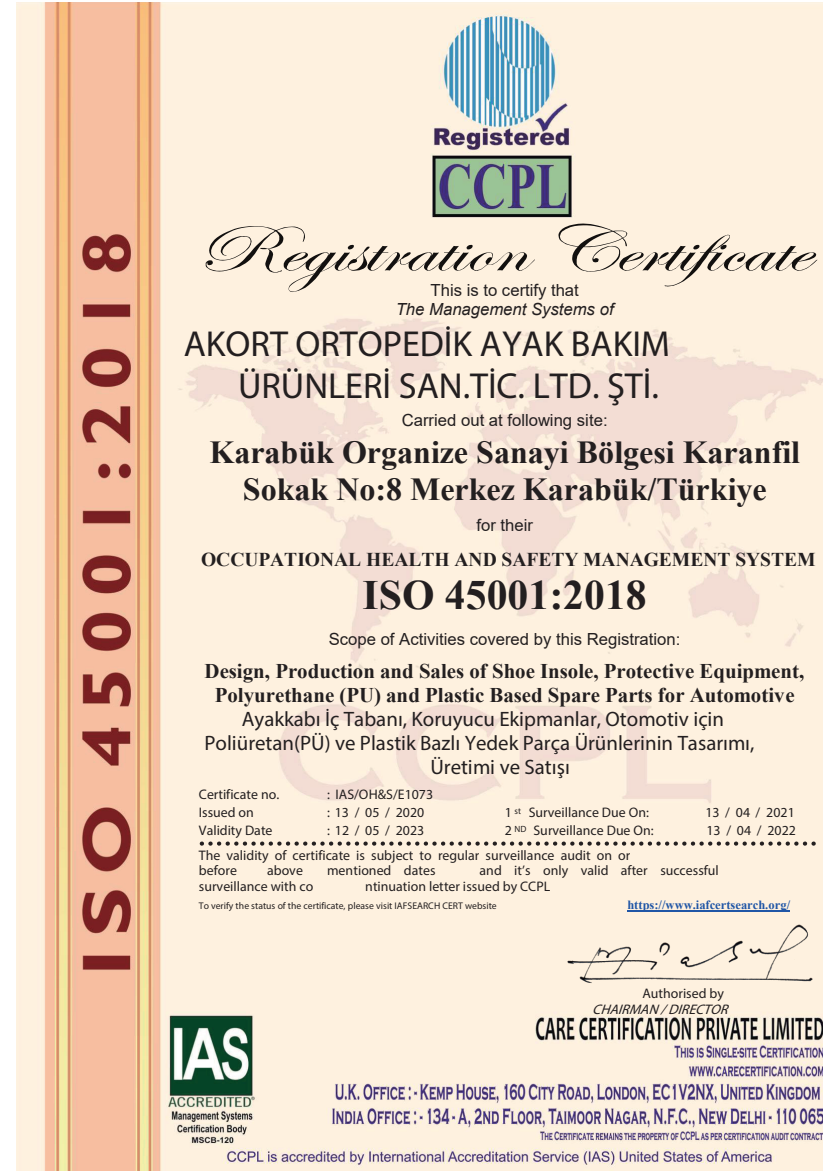 Registered
CCPL
Registration Certificate
This is to certify that
The Management Systems of
AKORT ORTOPEDİK AYAK BAKIM
ÜRÜNLERİ SAN.TİC. LTD. ŞTİ.
Carried out at following site:
Karabük Organize Sanayi Bölgesi Karanfil
Sokak No:8 Merkez Karabük/Türkiye
for their
OCCUPATIONAL HEALTH AND SAFETY MANAGEMENT SYSTEM
ISO 45001:2018
Scope of Activities covered by this Registration:
Design, Production and Sales of Shoe Insole, Protective Equipment,
Polyurethane (PU) and Plastic Based Spare Parts for Automotive
Ayakkabı İç Tabanı, Koruyucu Ekipmanlar, Otomotiv için
Poliüretan(PÜ) ve Plastik Bazlı Yedek Parça Ürünlerinin Tasarımı,
Üretimi ve Satışı
CCPL
Certificate no. : IAS/OH&S/E1073
Issued on : 13 / 05 / 2020 1 st Surveillance Due On: 13 / 04 / 2021
Validity Date : 12 / 05 / 2023 2 ND Surveillance Due On: 13 / 04 / 2022
The validity of certificate is subject to regular surveillance audit on or
before above mentioned dates and it's only valid after successful
surveillance with co ntinuation letter issued by CCPL
To verify the status of the certificate, please visit IAFSEARCH CERT website https://www.iafcertsearch.org/
Authorised by
CHAIRMAN / DIRECTOR
CARE CERTIFICATION PRIVATE LIMITED
THIS IS SINGLE-SITE CERTIFICATION
WWW.CARECERTIFICATION.COM
U.K. OFFICE : - KEMP HOUSE, 160 CITY ROAD, LONDON, EC1V2NX, UNITED KINGDOM
INDIA OFFICE : - 134 - A, 2ND FLOOR, TAIMOOR NAGAR, N.F.C., NEW DELHI - 110 065
THE CERTIFICATE REMAINS THE PROPERTY OF CCPL AS PER CERTIFICATION AUDIT CONTRACT
CCPL is accredited by International Accreditation Service (IAS) United States of America
IAS
ACCREDITED®
Management Systems
Certification Body
MSCB-120
ISO 45001:2018